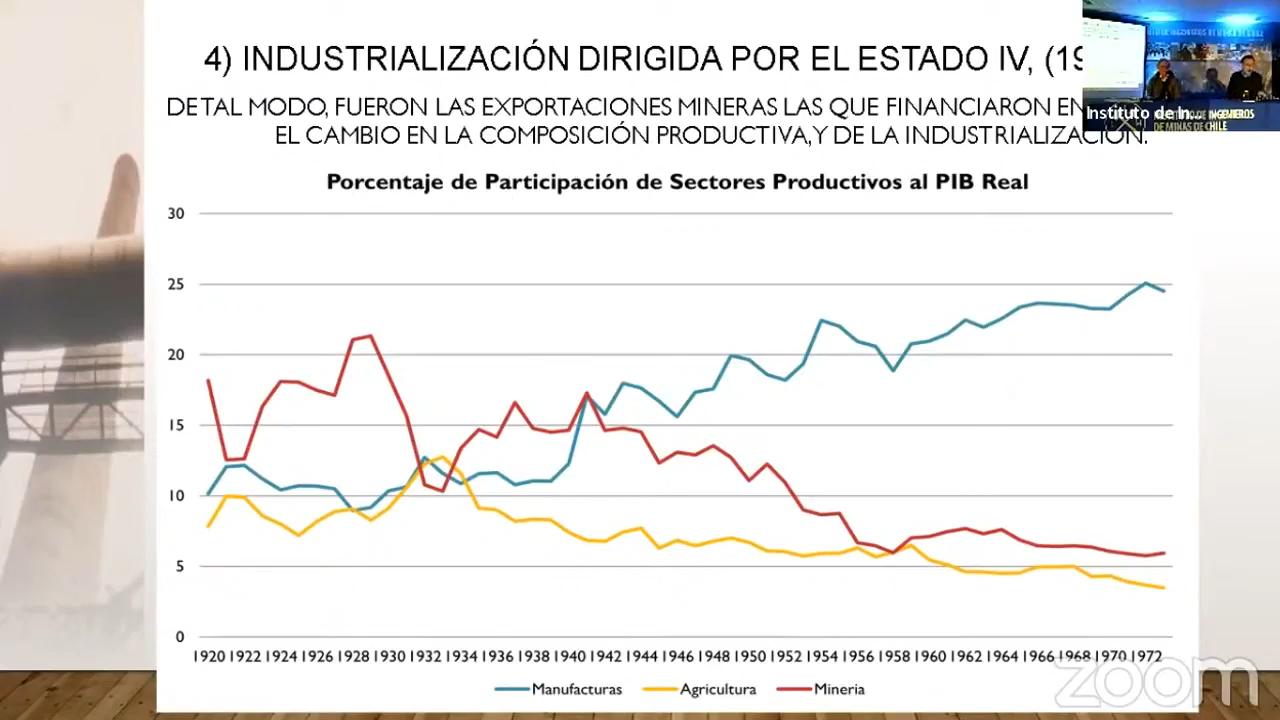 4) INDUSTRIALIZACIÓN DIRIGIDA POR EL ESTADO IV, (19
DE TAL MODO, FUERON LAS EXPORTACIONES MINERAS LAS QUE FINANCIARON EN
EL CAMBIO EN LA COMPOSICIÓN PRODUCTIVA,Y DE LA INDUSTRIALIZACIÓN.
Instituto de In...
INGENIEROS
DE MINAS DE CHILE
Porcentaje de Participación de Sectores Productivos al PIB Real
30
25
20
15
10
5
0
1920 1922 1924 1926 1928 1930 1932 1934 1936 1938 1940 1942 1944 1946 1948 1950 1952 1954 1956 1958 1960 1962 1964 1966 1968 1970 1972
Manufacturas Agricultura Mineria
zoom